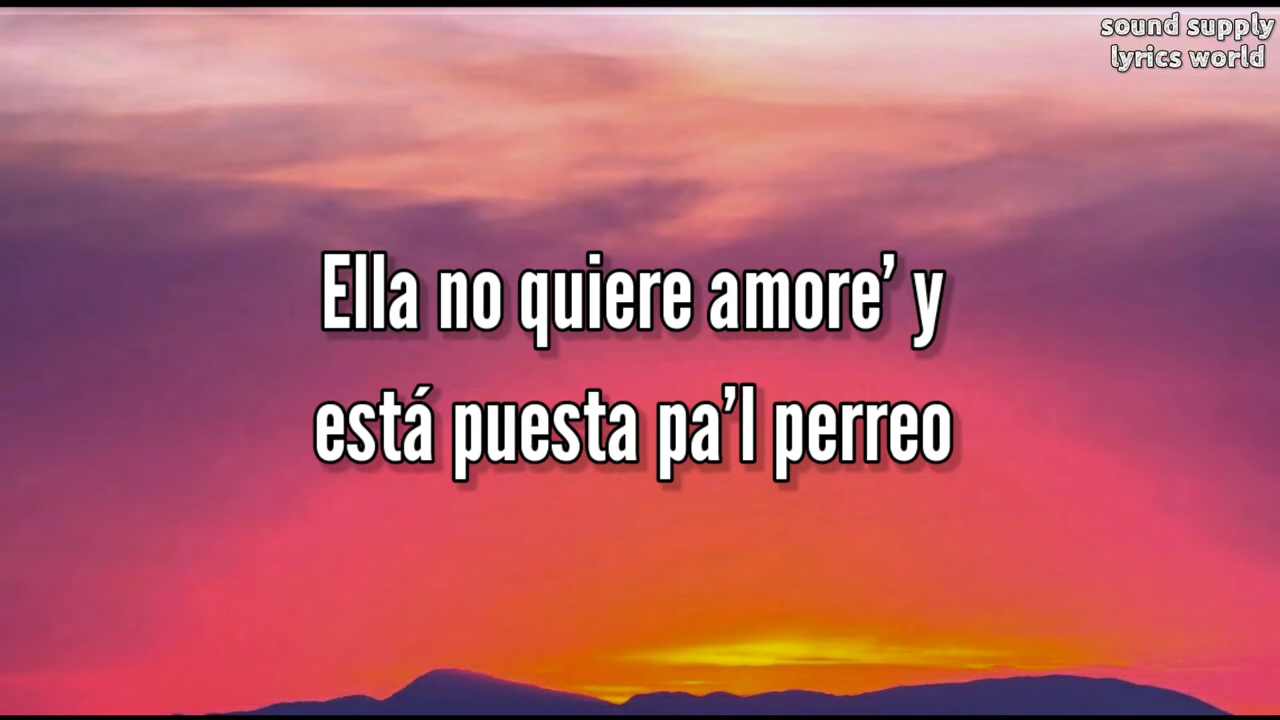 sound supply
lyrics world
Ella no quiere amore’ y
está puesta pa’l perreo